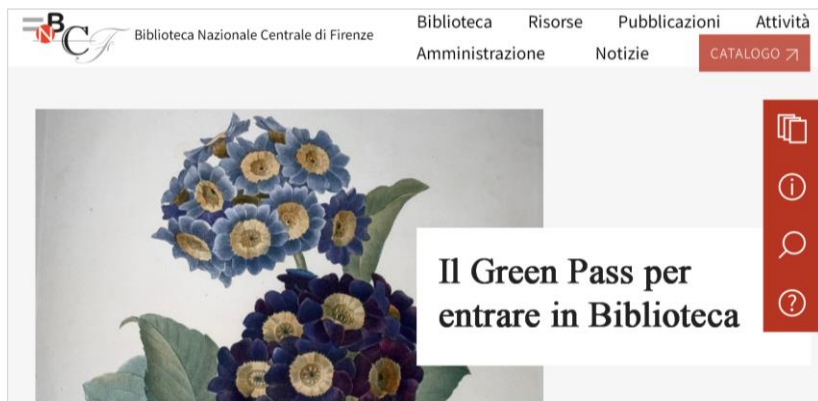 NBCF
Biblioteca Nazionale Centrale di Firenze
Biblioteca Risorse Pubblicazioni Attività
Amministrazione Notizie CATALOGO
Il Green Pass per
entrare in Biblioteca